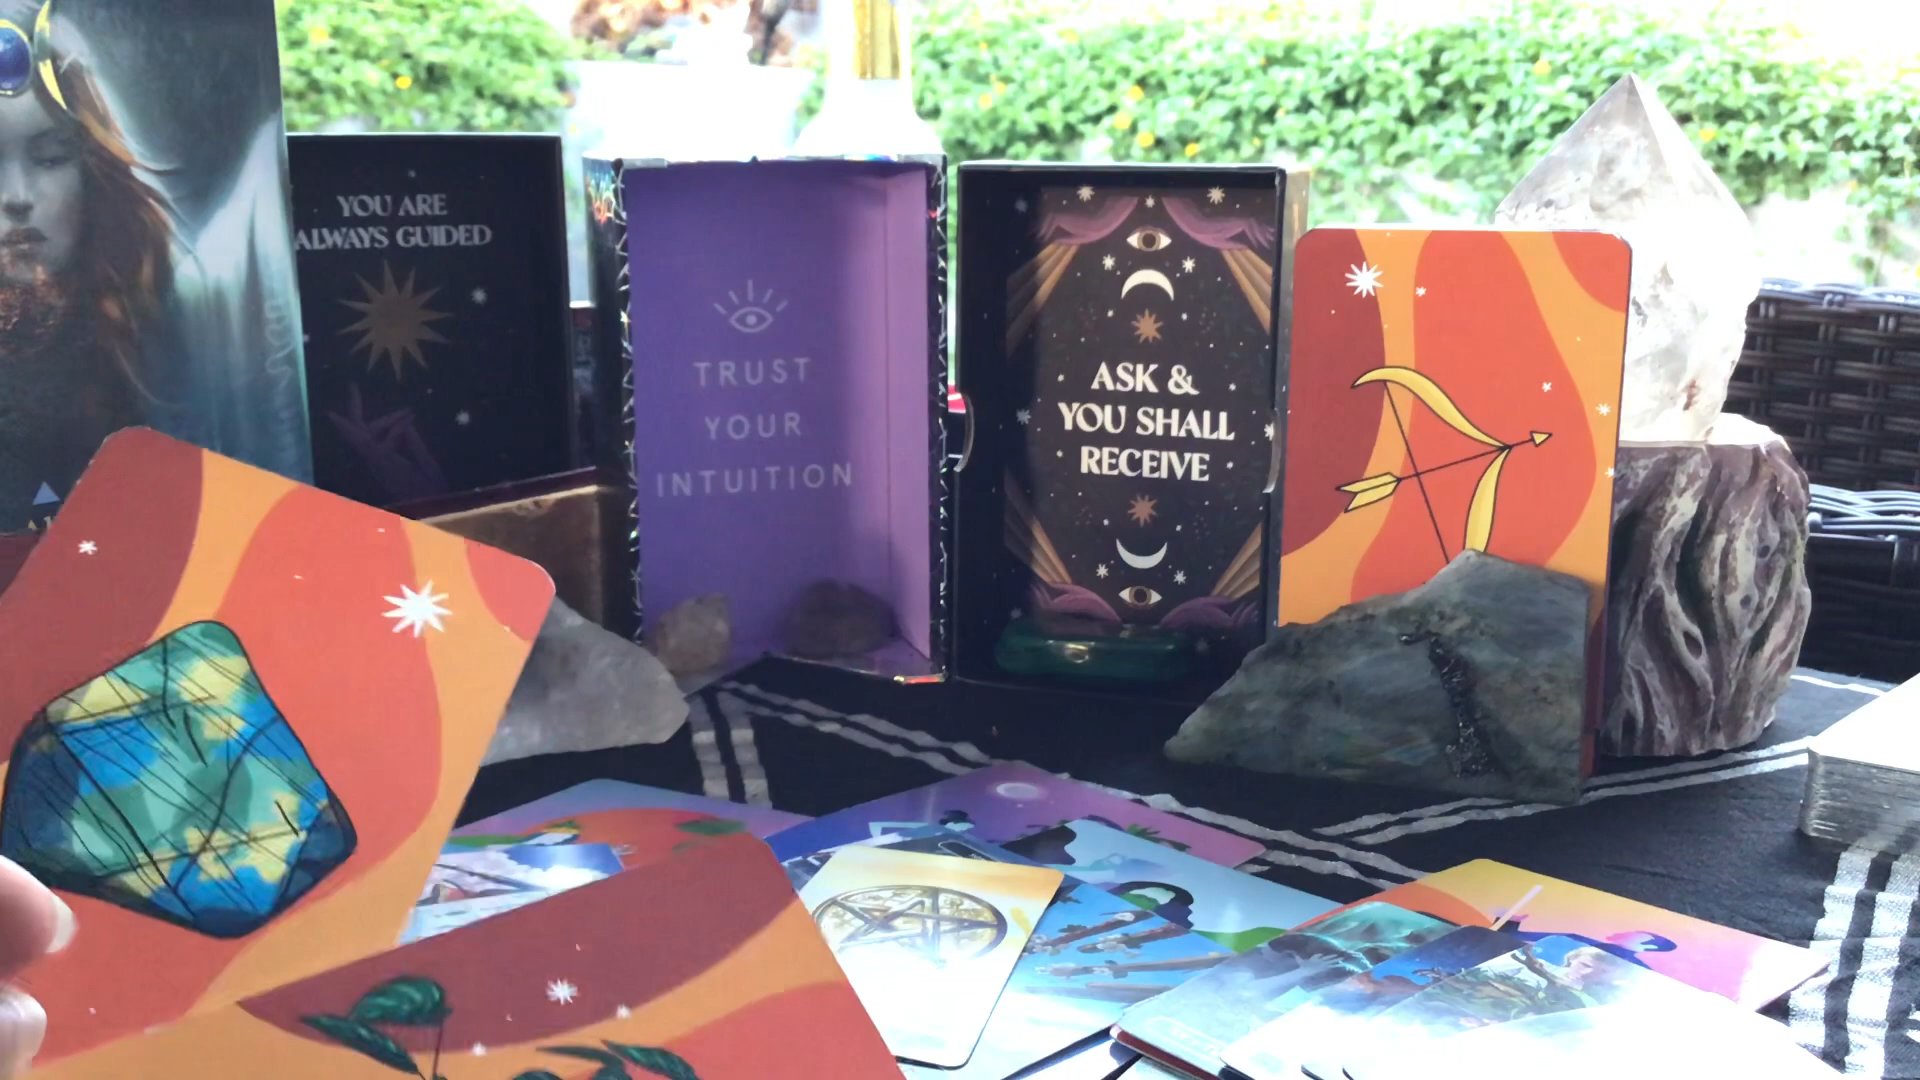 YOU ARE
ALWAYS GUIDED
TRUST
YOUR
INTUITION
ASK &
YOU SHALL
RECEIVE